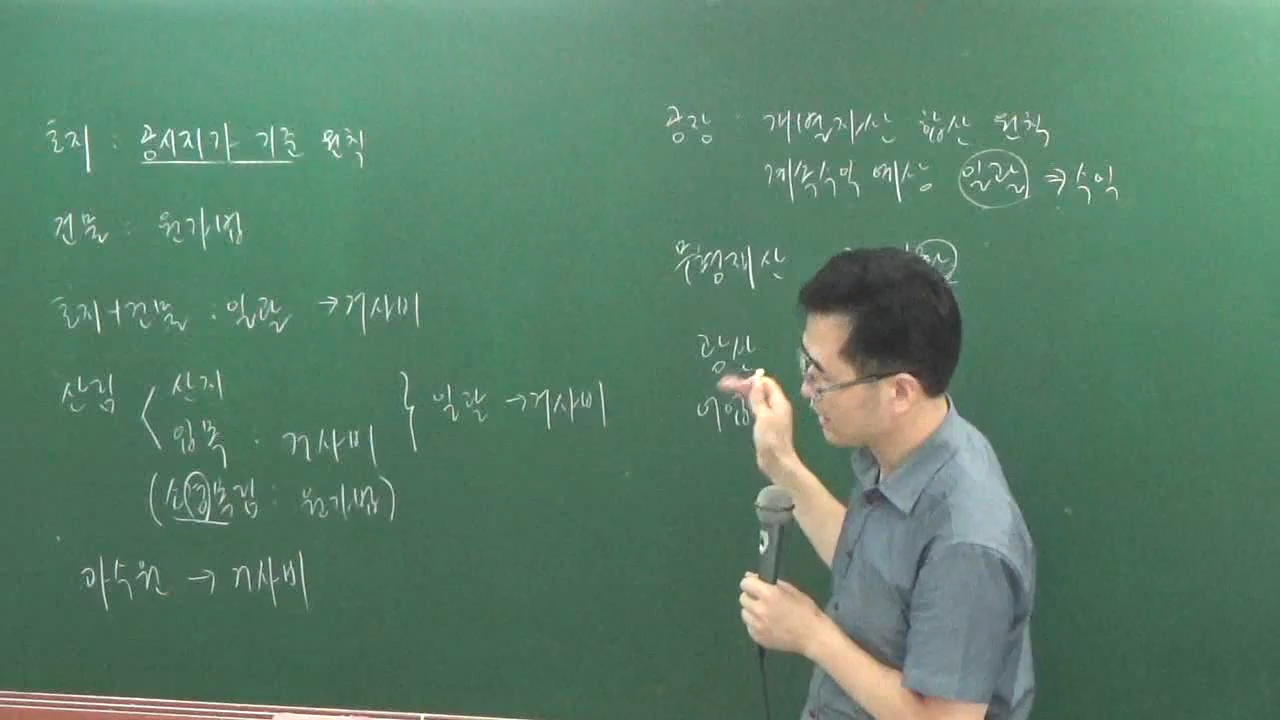 토지 : 공시지가 기준 원칙
건물 : 원가법
토지+건물 : 일괄 → 거사비
산림 < 산지
입목 : 거사비 } 일괄 → 거사비
(소경목림 : 원가법)
과수원 → 거사비
공장 : 개별자산 합산 원칙
계속수익 예상 일괄 ⇒ 수익
무형재산
광산
어업